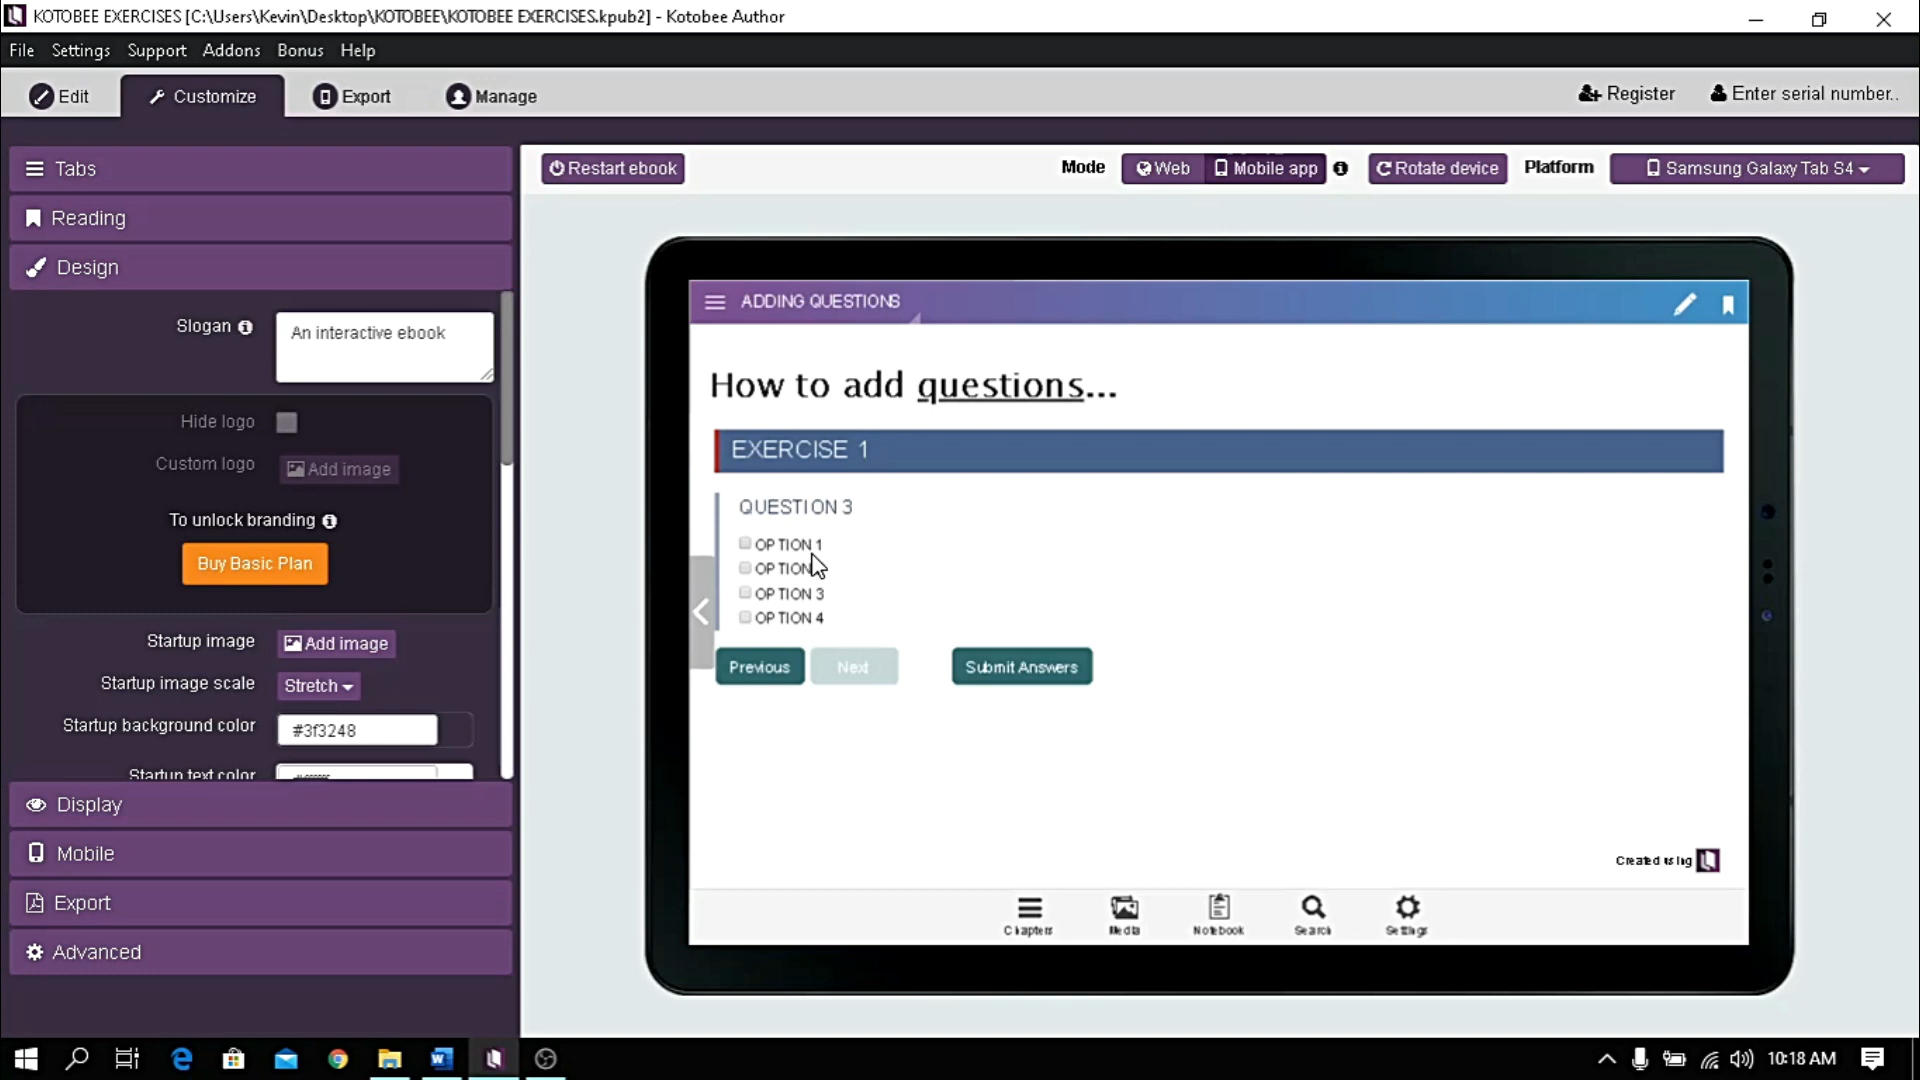 KOTOBEE EXERCISES [C:\Users\Kevin\Desktop\KOTOBEE\KOTOBEE EXERCISES.kpub2] - Kotobee Author
File Settings Support Addons Bonus Help
Edit Customize Export Manage Register Enter serial number..
Tabs
Restart ebook Mode Web Mobile app Rotate device Platform Samsung Galaxy Tab S4
Reading
Design
Slogan An interactive ebook
Hide logo
Custom logo Add image
To unlock branding
Buy Basic Plan
Startup image Add image
Startup image scale Stretch
Startup background color #3f3248
Startup text color
Display
Mobile
Export
Advanced
ADDING QUESTIONS
How to add questions...
EXERCISE 1
QUESTION 3
OPTION 1
OPTION
OPTION 3
OPTION 4
Previous Next Submit Answers
Created using
Chapters Media Notebook Search Settings
10:18 AM